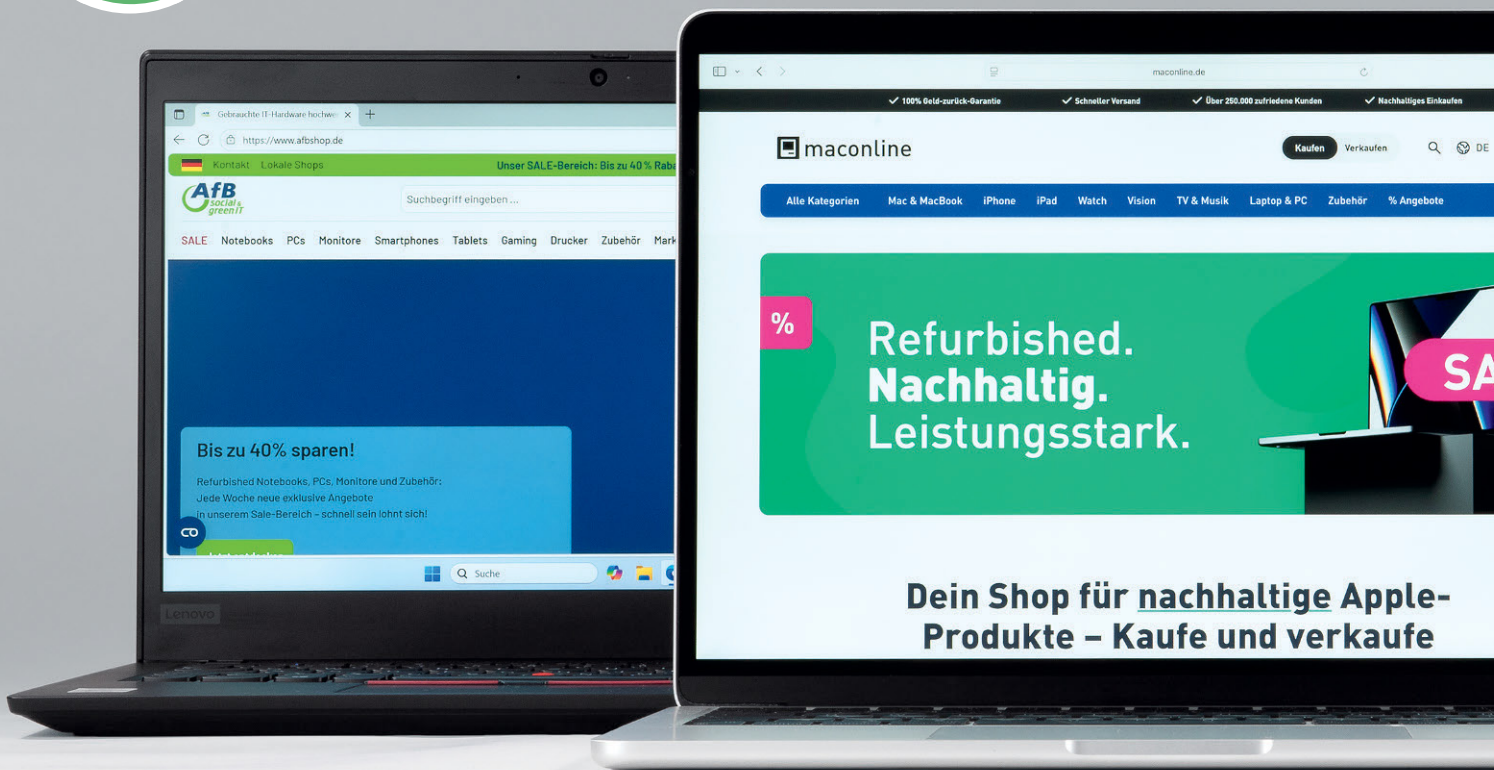 Gebrauchte IT-Hardware hochwe
https://www.afbshop.de
Kontakt Lokale Shops
Unser SALE-Bereich: Bis zu 40 % Raba
AfB
social &
green IT
Suchbegriff eingeben ...
SALE Notebooks PCs Monitore Smartphones Tablets Gaming Drucker Zubehör Mark
Bis zu 40% sparen!
Refurbished Notebooks, PCs, Monitore und Zubehör:
Jede Woche neue exklusive Angebote
in unserem Sale-Bereich – schnell sein lohnt sich!
Jetzt entdecken
Suche
Lenovo
maconline.de
100% Geld-zurück-Garantie
Schneller Versand
Über 250.000 zufriedene Kunden
Nachhaltiges Einkaufen
maconline
Kaufen Verkaufen
DE
Alle Kategorien Mac & MacBook iPhone iPad Watch Vision TV & Musik Laptop & PC Zubehör % Angebote
%
Refurbished.
Nachhaltig.
Leistungsstark.
SA
Dein Shop für nachhaltige Apple-
Produkte – Kaufe und verkaufe